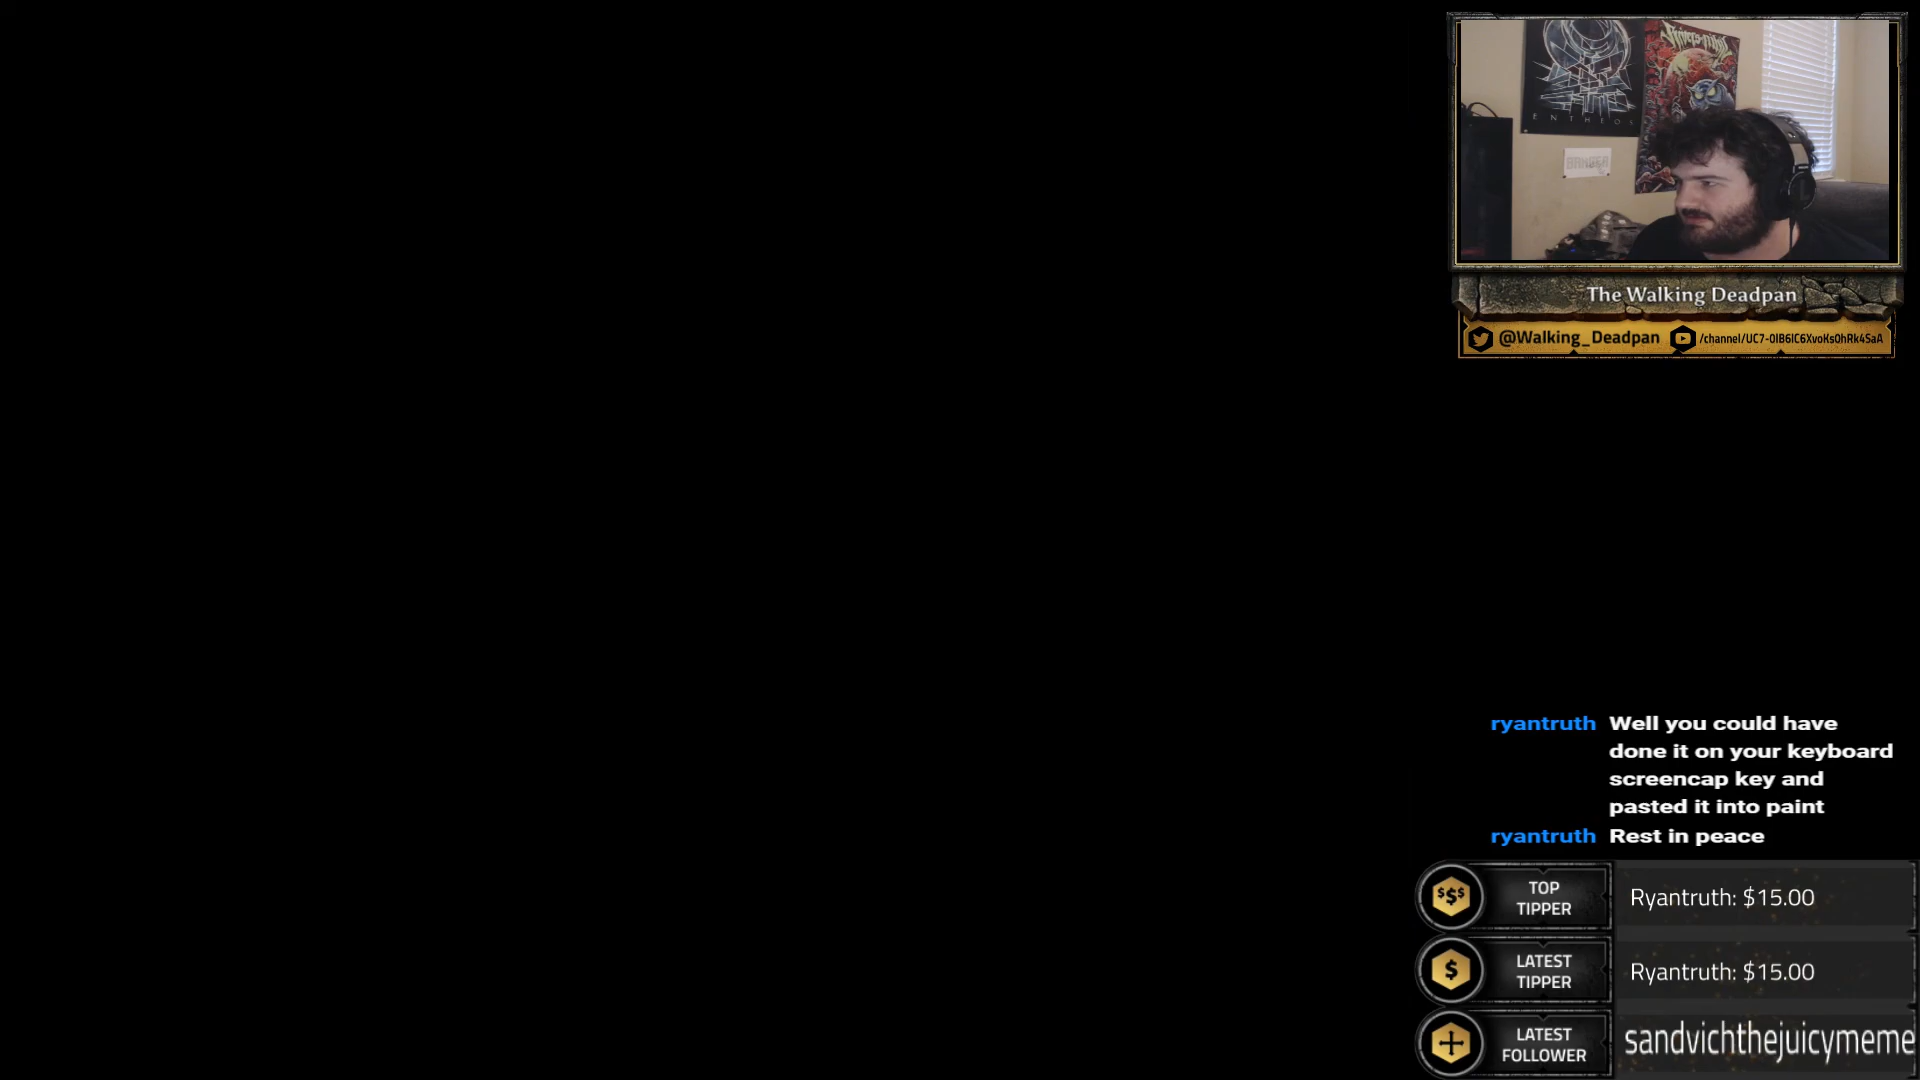 ENTHEOS
The Walking Deadpan
@Walking_Deadpan /channel/UC7-OIB6IC6XvoKsOhRk4SaA
ryantruth Well you could have
done it on your keyboard
screencap key and
pasted it into paint
ryantruth Rest in peace
$$$ TOP
TIPPER
Ryantruth: $15.00
$ LATEST
TIPPER
Ryantruth: $15.00
LATEST
FOLLOWER
sandvichthejuicymeme